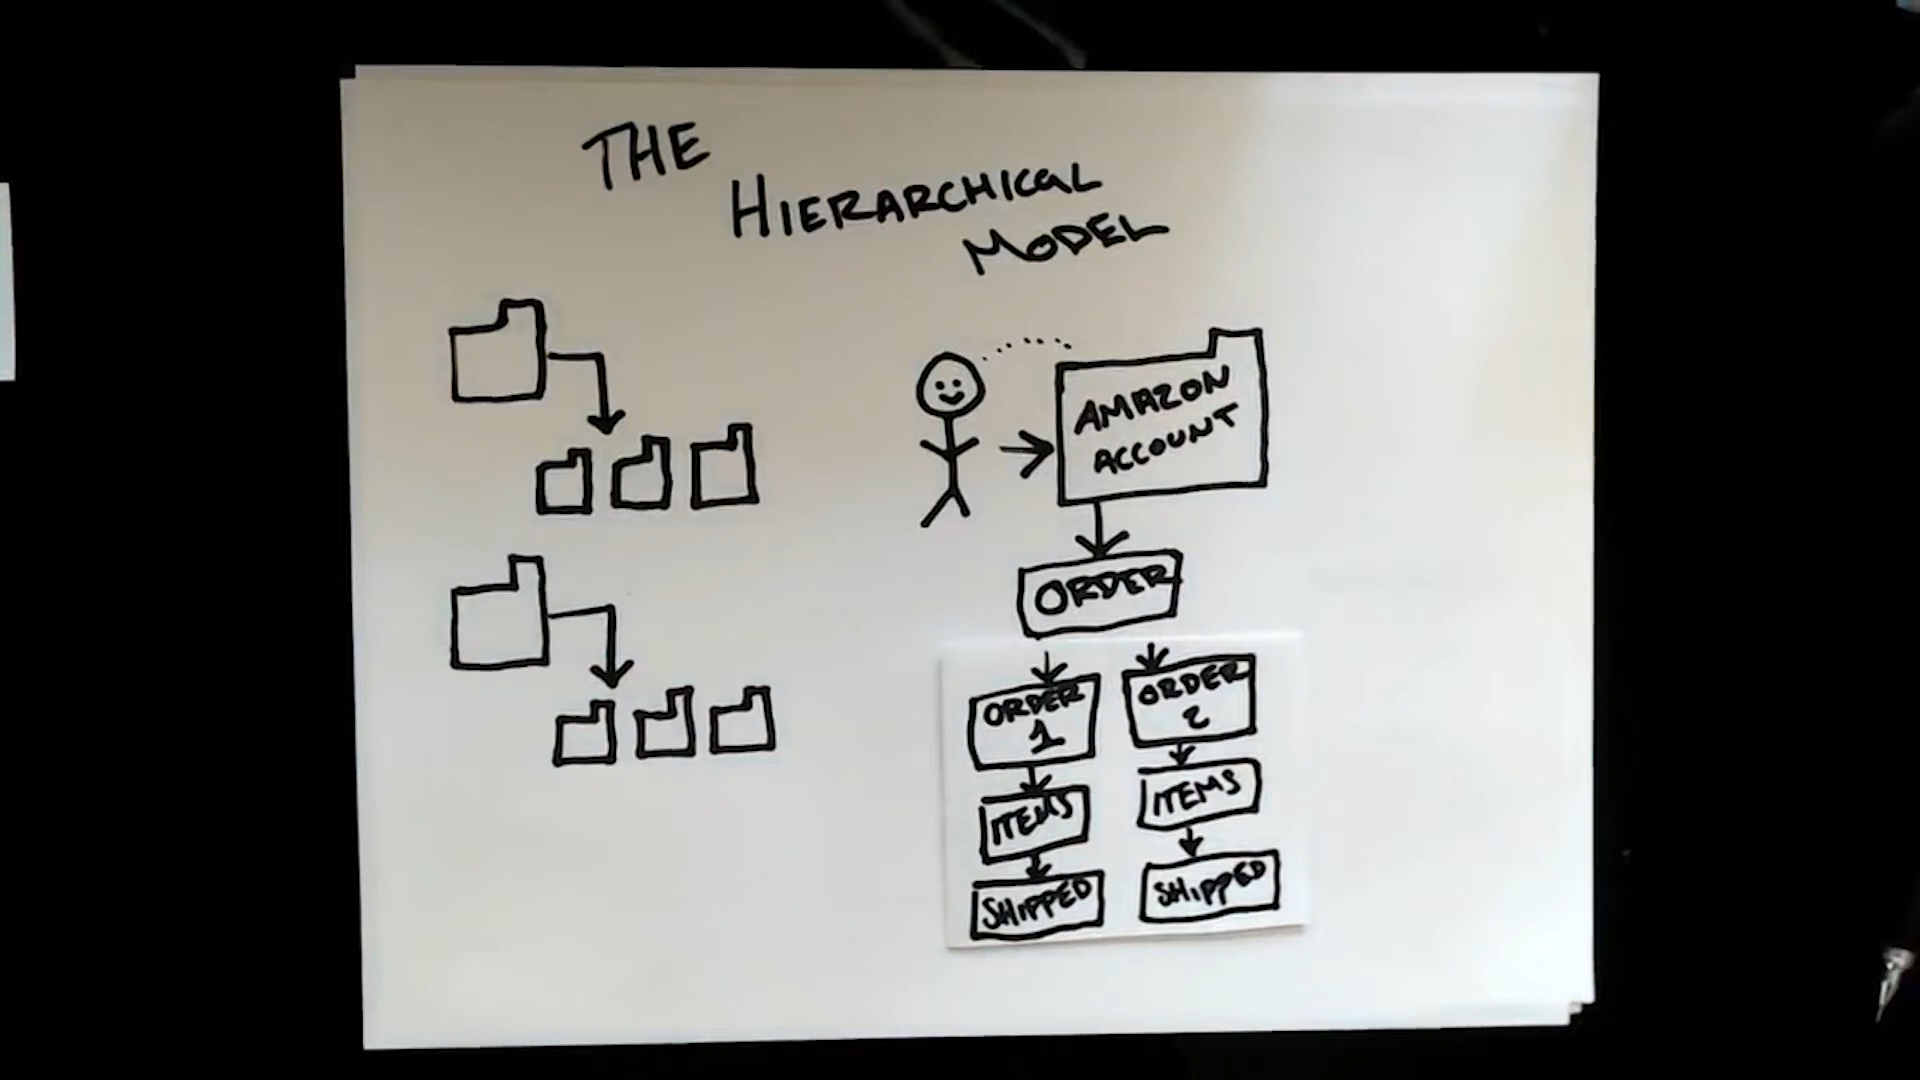 THE
HIERARCHICAL
MODEL
AMAZON
ACCOUNT
ORDER
ORDER
1
ITEMS
SHIPPED
ORDER
2
ITEMS
SHIPPED